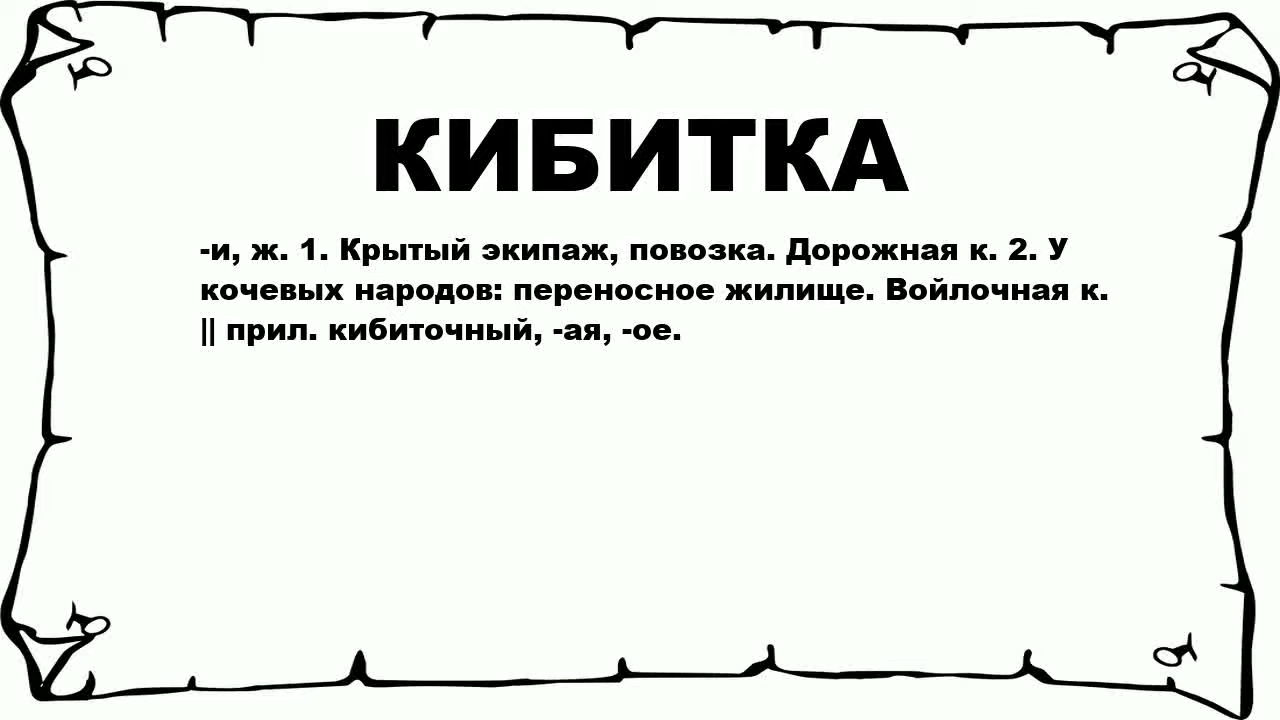 КИБИТКА
-и, ж. 1. Крытый экипаж, повозка. Дорожная к. 2. У
кочевых народов: переносное жилище. Войлочная к.
|| прил. кибиточный, -ая, -ое.